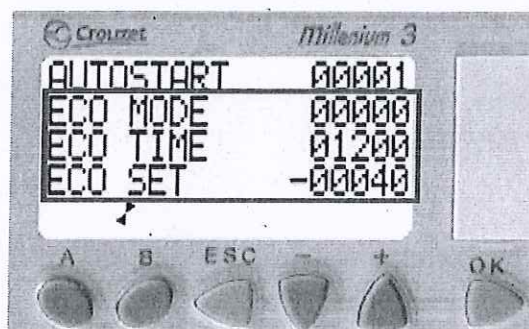 Crouzet Millenium 3
AUTOSTART 00001
ECO MODE 00000
ECO TIME 01200
ECO SET -00040
A B ESC - + OK